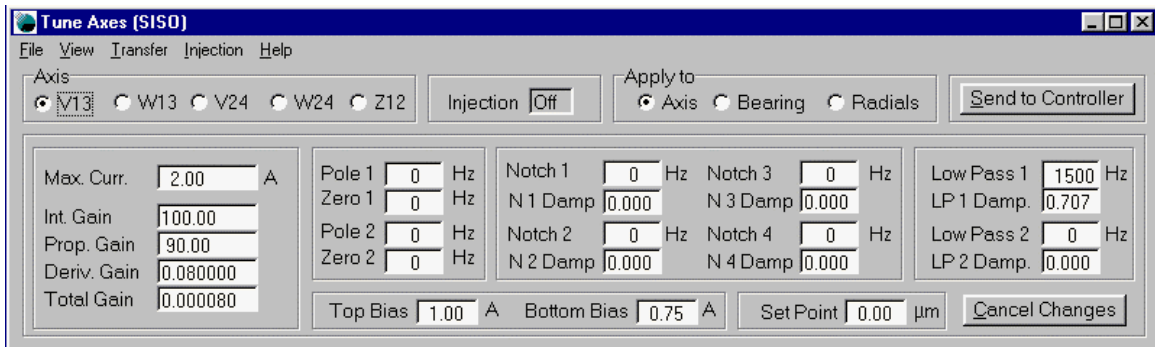 Tune Axes (SISO)
File View Transfer Injection Help
Axis
V13 W13 V24 W24 Z12
Injection Off
Apply to
Axis Bearing Radials
Send to Controller
Max. Curr. 2.00 A
Int. Gain 100.00
Prop. Gain 90.00
Deriv. Gain 0.080000
Total Gain 0.000080
Pole 1 0 Hz
Zero 1 0 Hz
Pole 2 0 Hz
Zero 2 0 Hz
Notch 1 0 Hz Notch 3 0 Hz
N 1 Damp 0.000 N 3 Damp 0.000
Notch 2 0 Hz Notch 4 0 Hz
N 2 Damp 0.000 N 4 Damp 0.000
Low Pass 1 1500 Hz
LP 1 Damp. 0.707
Low Pass 2 0 Hz
LP 2 Damp. 0.000
Top Bias 1.00 A Bottom Bias 0.75 A
Set Point 0.00 µm
Cancel Changes